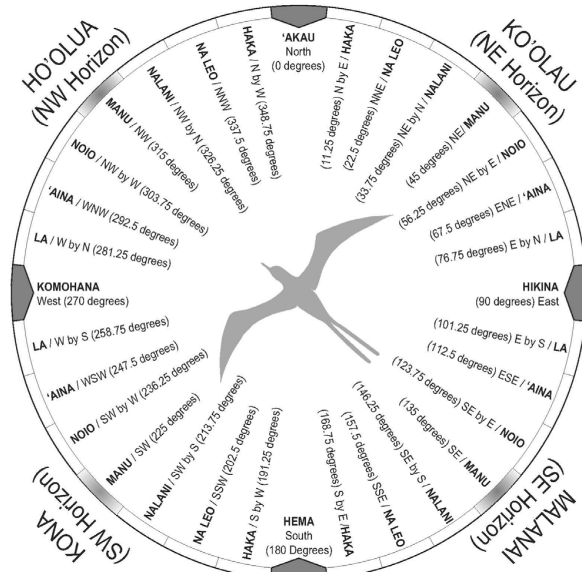 HO'OLUA
(NW Horizon)
KO'OLAU
(NE Horizon)
'AKAU
North
(0 degrees)
(11.25 degrees) N by E / HAKA
(22.5 degrees) NNE / NA LEO
(33.75 degrees) NE by N / NALANI
(45 degrees) NE/ MANU
(56.25 degrees) NE by E / NOIO
(67.5 degrees) ENE / 'AINA
(76.75 degrees) E by N / LA
HIKINA
(90 degrees) East
(101.25 degrees) E by S / LA
(112.5 degrees) ESE / 'AINA
(123.75 degrees) SE by E / NOIO
(135 degrees) SE / MANU
(146.25 degrees) SE by S / NALANI
(157.5 degrees) SSE / NA LEO
(168.75 degrees) S by E /HAKA
HEMA
South
(180 Degrees)
HAKA / S by W (191.25 degrees)
NA LEO / SSW (202.5 degrees)
NALANI / SW by S (213.75 degrees)
MANU / SW (225 degrees)
NOIO / SW by W (236.25 degrees)
'AINA / WSW (247.5 degrees)
LA / W by S (258.75 degrees)
KOMOHANA
West (270 degrees)
LA / W by N (281.25 degrees)
'AINA / WNW (292.5 degrees)
NOIO / NW by W (303.75 degrees)
MANU / NW (315 degrees)
NALANI / NW by N (326.25 degrees)
NA LEO / NNW (337.5 degrees)
HAKA / N by W (348.75 degrees)
KONA
(SW Horizon)
MALANAI
(SE Horizon)